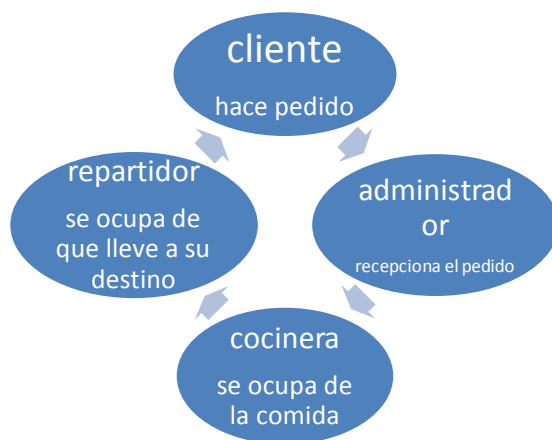 cliente
hace pedido
administrad
or
recepciona el pedido
cocinera
se ocupa de
la comida
repartidor
se ocupa de
que lleve a su
destino